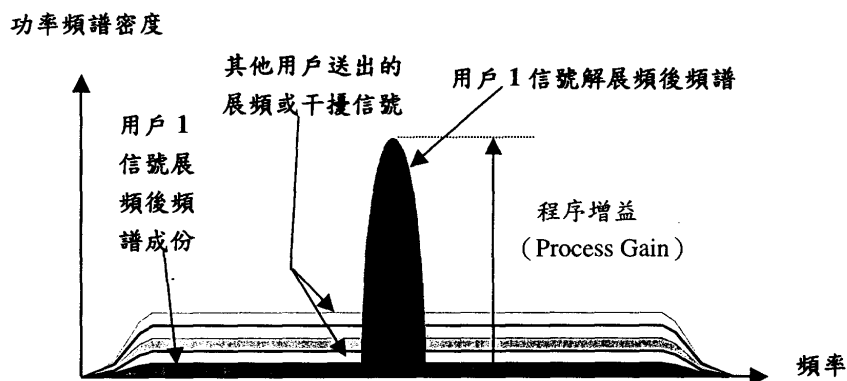 功率頻譜密度
其他用戶送出的
展頻或干擾信號
用戶 1 信號解展頻後頻譜
用戶 1
信號展
頻後頻
譜成份
程序增益
（Process Gain）
頻率